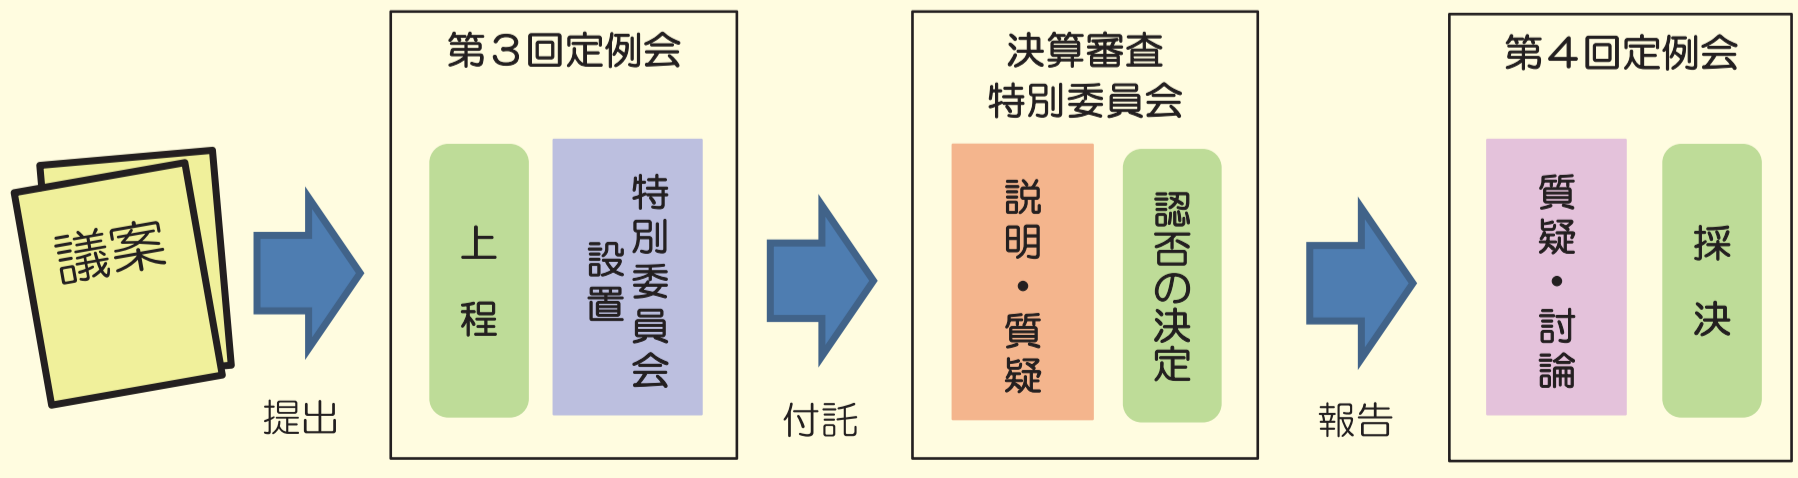 議案
提出
第3回定例会
上程
特別委員会
設置
付託
決算審査
特別委員会
説明・質疑
認否の決定
報告
第4回定例会
質疑・討論
採決